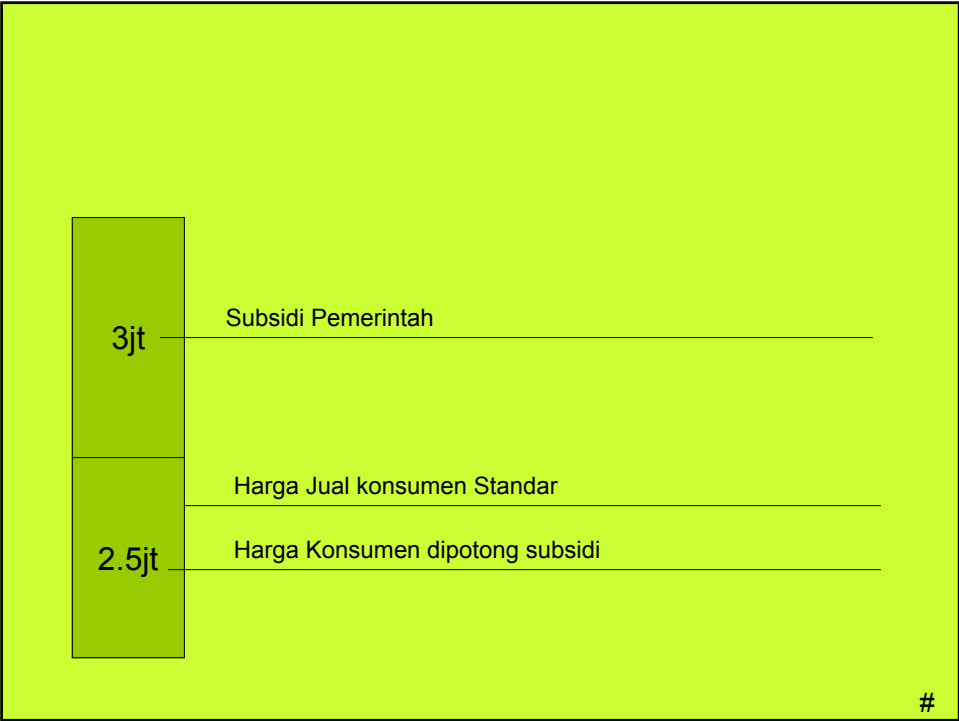 3jt
Subsidi Pemerintah
Harga Jual konsumen Standar
2.5jt
Harga Konsumen dipotong subsidi
#